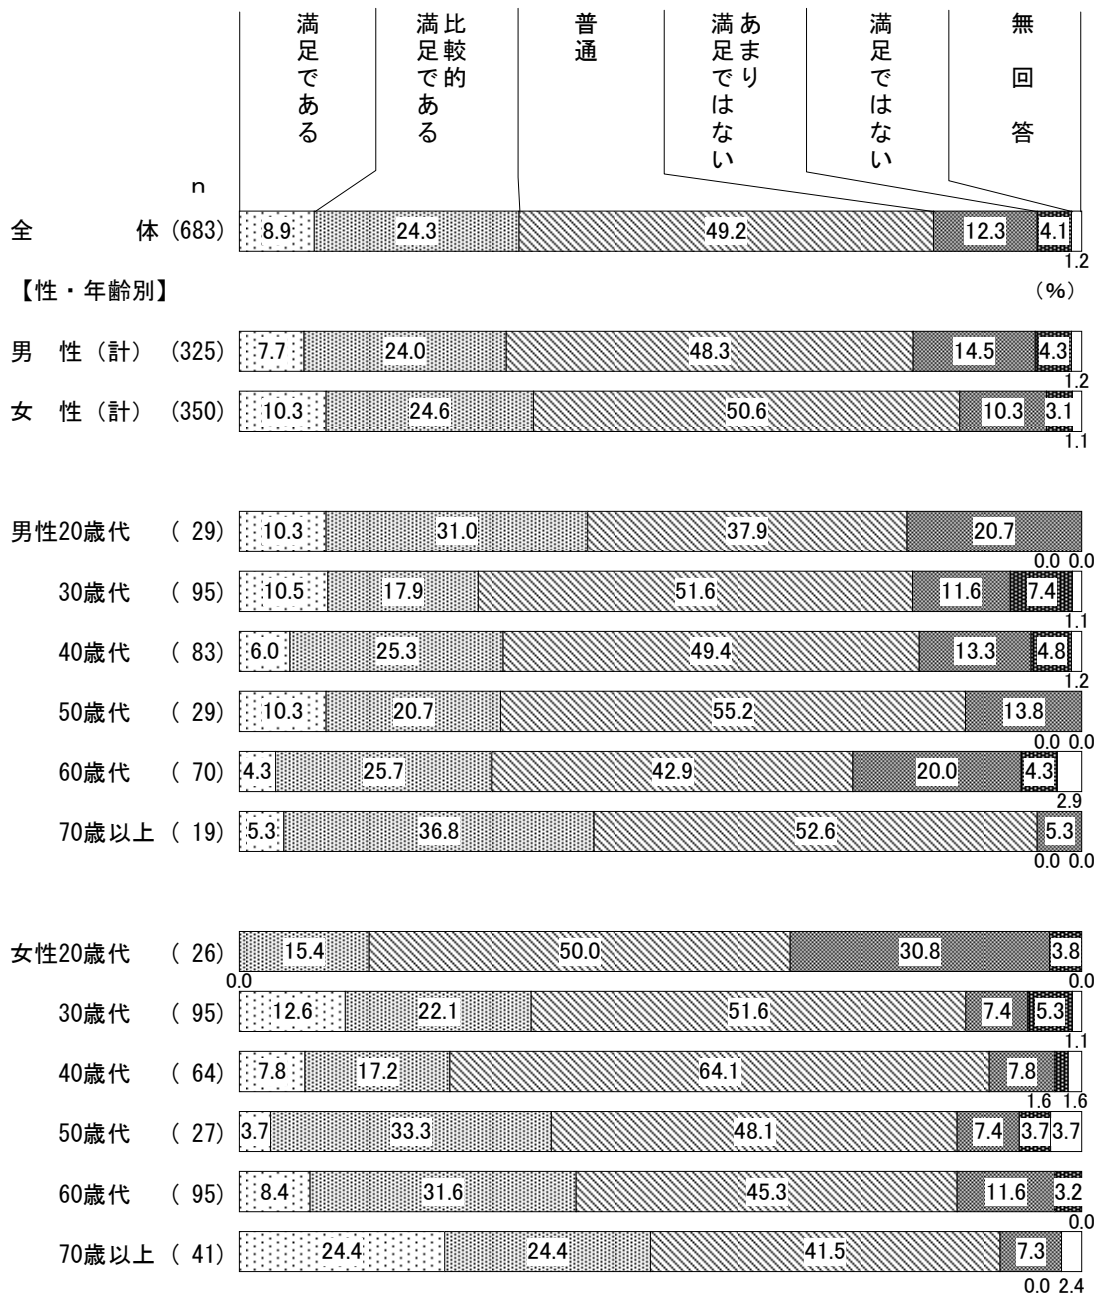 満足である
比較的
満足である
普通
あまり
満足ではない
満足ではない
無回答
n
全体 (683) 8.9 24.3 49.2 12.3 4.1
1.2
【性・年齢別】 (%)
男性(計) (325) 7.7 24.0 48.3 14.5 4.3
1.2
女性(計) (350) 10.3 24.6 50.6 10.3 3.1
1.1
男性20歳代 ( 29) 10.3 31.0 37.9 20.7
0.0 0.0
30歳代 ( 95) 10.5 17.9 51.6 11.6 7.4
1.1
40歳代 ( 83) 6.0 25.3 49.4 13.3 4.8
1.2
50歳代 ( 29) 10.3 20.7 55.2 13.8
0.0 0.0
60歳代 ( 70) 4.3 25.7 42.9 20.0 4.3
2.9
70歳以上 ( 19) 5.3 36.8 52.6 5.3
0.0 0.0
女性20歳代 ( 26) 15.4 50.0 30.8 3.8
0.0 0.0
30歳代 ( 95) 12.6 22.1 51.6 7.4 5.3
1.1
40歳代 ( 64) 7.8 17.2 64.1 7.8
1.6 1.6
50歳代 ( 27) 3.7 33.3 48.1 7.4 3.7 3.7
60歳代 ( 95) 8.4 31.6 45.3 11.6 3.2
0.0
70歳以上 ( 41) 24.4 24.4 41.5 7.3
0.0 2.4